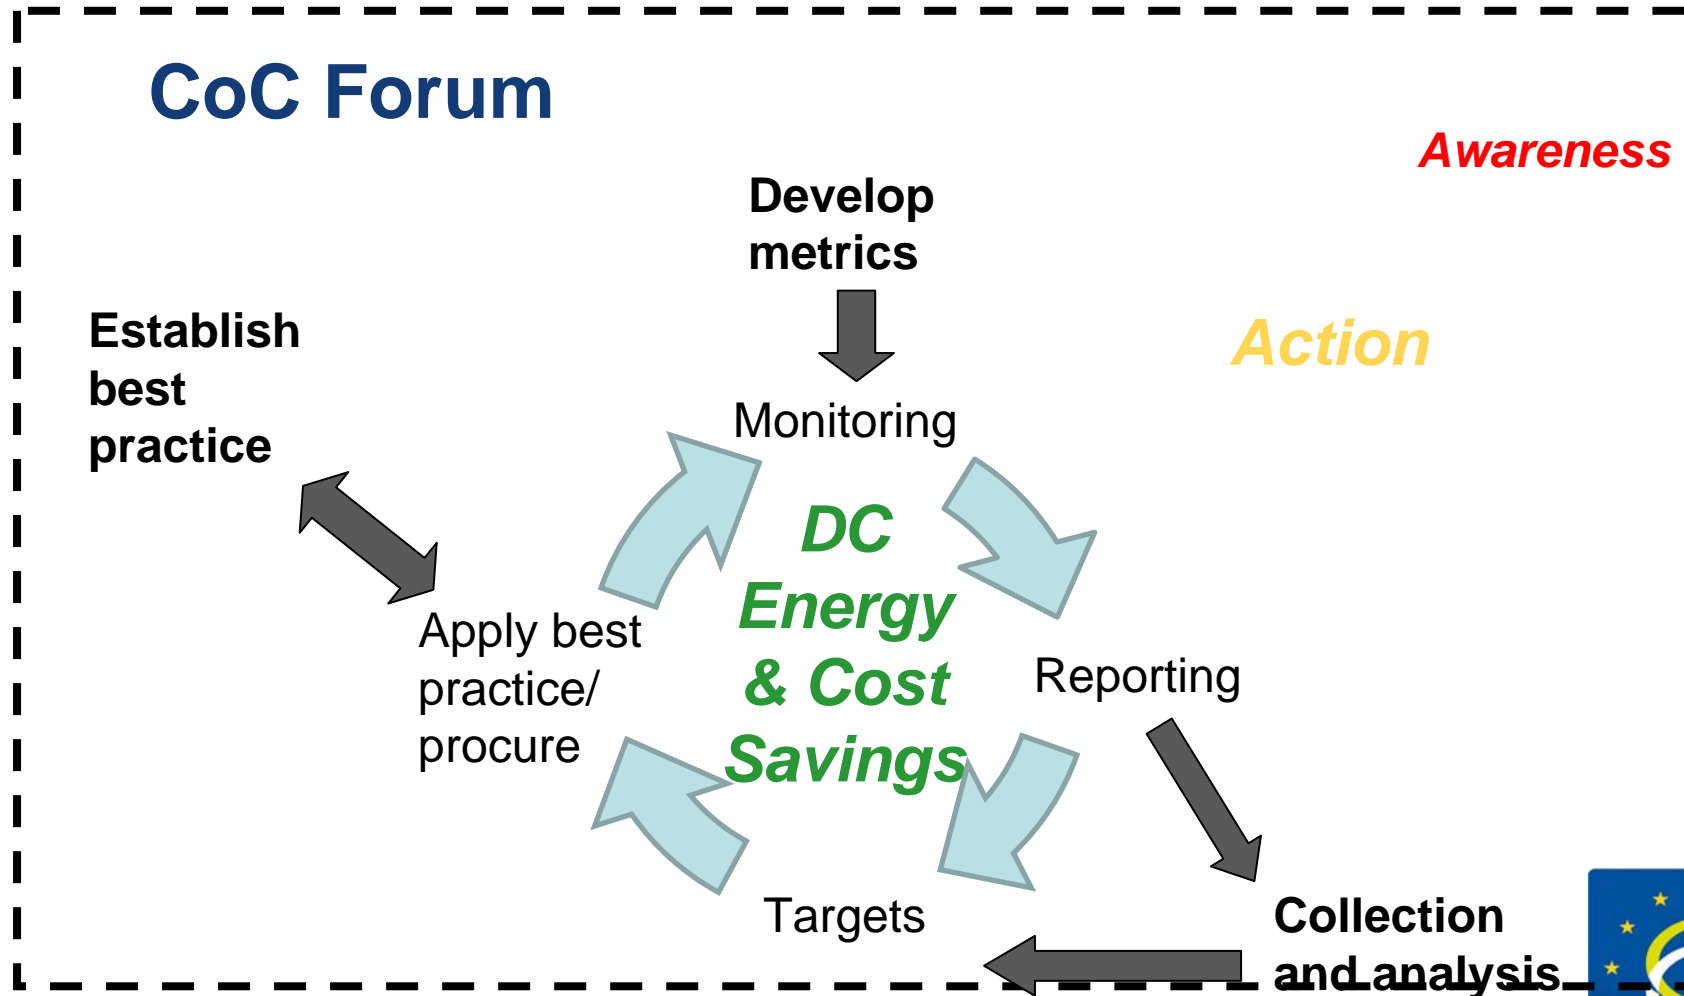 CoC Forum
Awareness
Develop
metrics
Establish
best
practice
Action
Monitoring
DC
Energy
& Cost
Savings
Apply best
practice/
procure
Reporting
Targets
Collection
and analysis